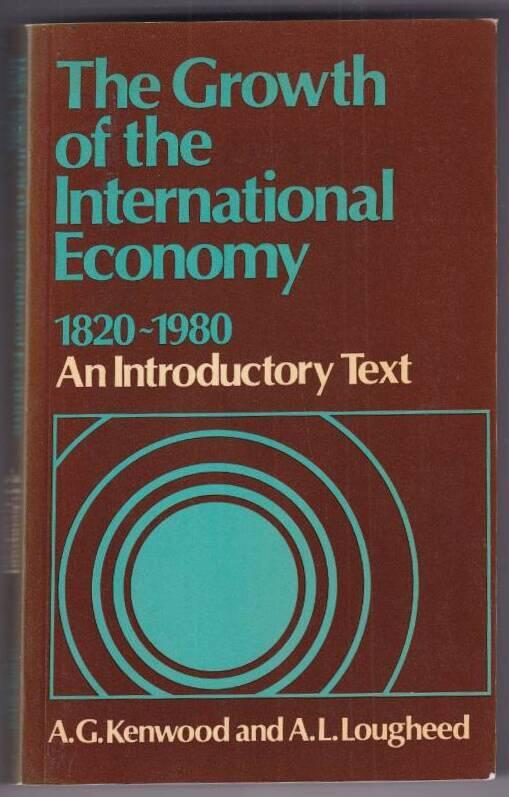 The Growth
of the
International
Economy
1820~1980
An Introductory Text
A.G.Kenwood and A.L.Lougheed